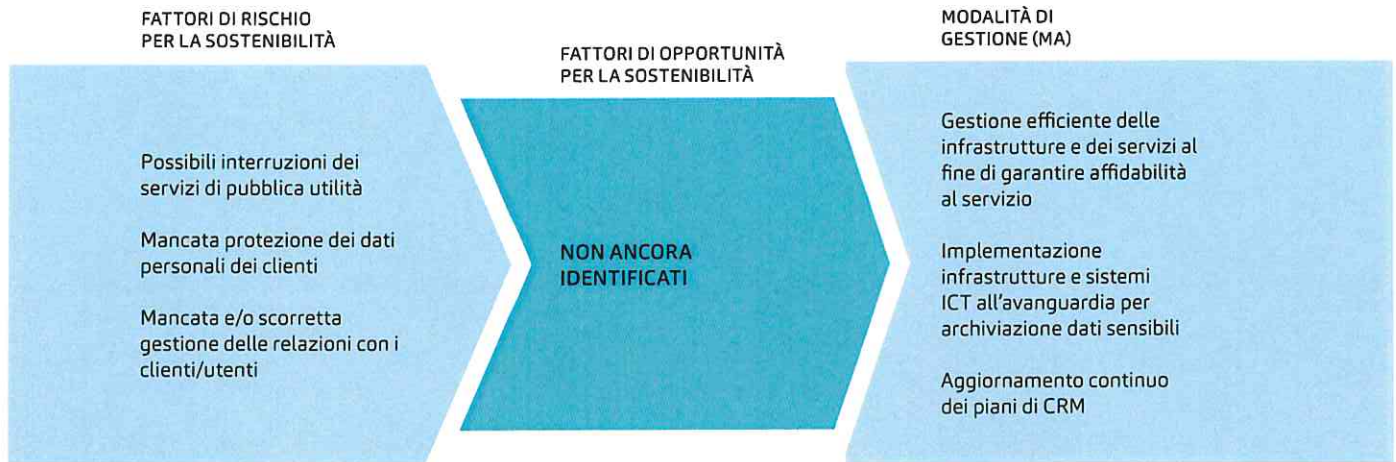 FATTORI DI RISCHIO
PER LA SOSTENIBILITÀ
Possibili interruzioni dei
servizi di pubblica utilità
Mancata protezione dei dati
personali dei clienti
Mancata e/o scorretta
gestione delle relazioni con i
clienti/utenti
FATTORI DI OPPORTUNITÀ
PER LA SOSTENIBILITÀ
NON ANCORA
IDENTIFICATI
MODALITÀ DI
GESTIONE (MA)
Gestione efficiente delle
infrastrutture e dei servizi al
fine di garantire affidabilità
al servizio
Implementazione
infrastrutture e sistemi
ICT all'avanguardia per
archiviazione dati sensibili
Aggiornamento continuo
dei piani di CRM